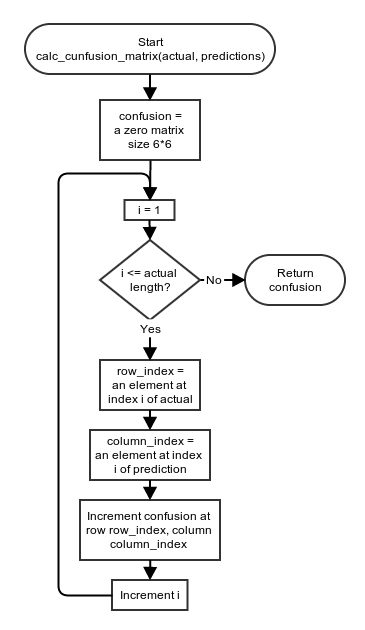 Start
calc_cunfusion_matrix(actual, predictions)
confusion =
a zero matrix
size 6*6
i = 1
i <= actual
length?
No
Return
confusion
Yes
row_index =
an element at
index i of actual
column_index =
an element at index
i of prediction
Increment confusion at
row row_index, column
column_index
Increment i